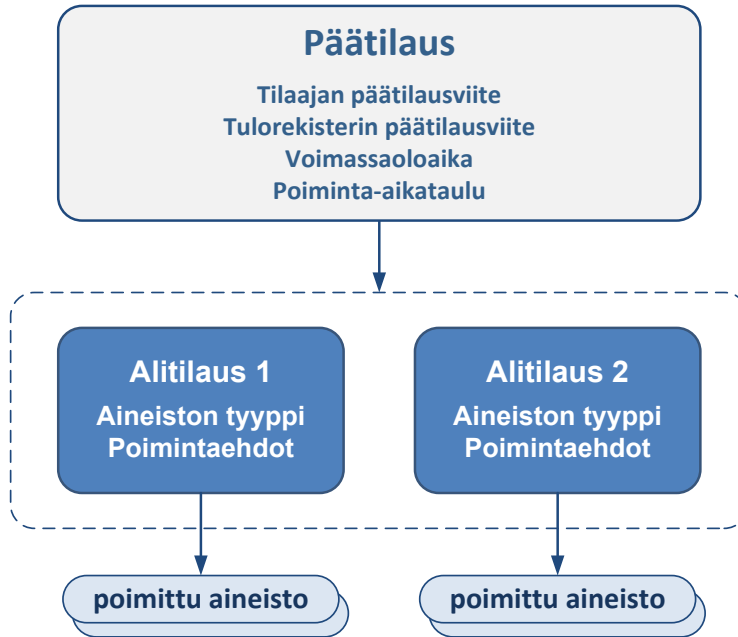 Päätilaus
Tilaajan päätilausviite
Tulorekisterin päätilausviite
Voimassaoloaika
Poiminta-aikataulu
Alitilaus 1
Aineiston tyyppi
Poimintaehdot
Alitilaus 2
Aineiston tyyppi
Poimintaehdot
poimittu aineisto
poimittu aineisto